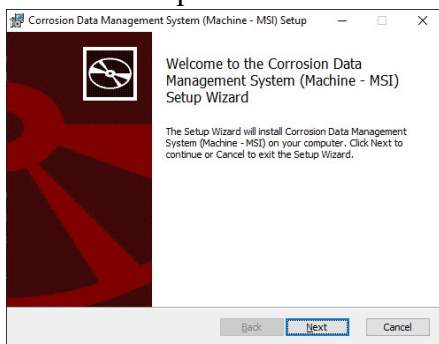 Corrosion Data Management System (Machine - MSI) Setup
Welcome to the Corrosion Data
Management System (Machine - MSI)
Setup Wizard
The Setup Wizard will install Corrosion Data Management
System (Machine - MSI) on your computer. Click Next to
continue or Cancel to exit the Setup Wizard.
Back Next Cancel